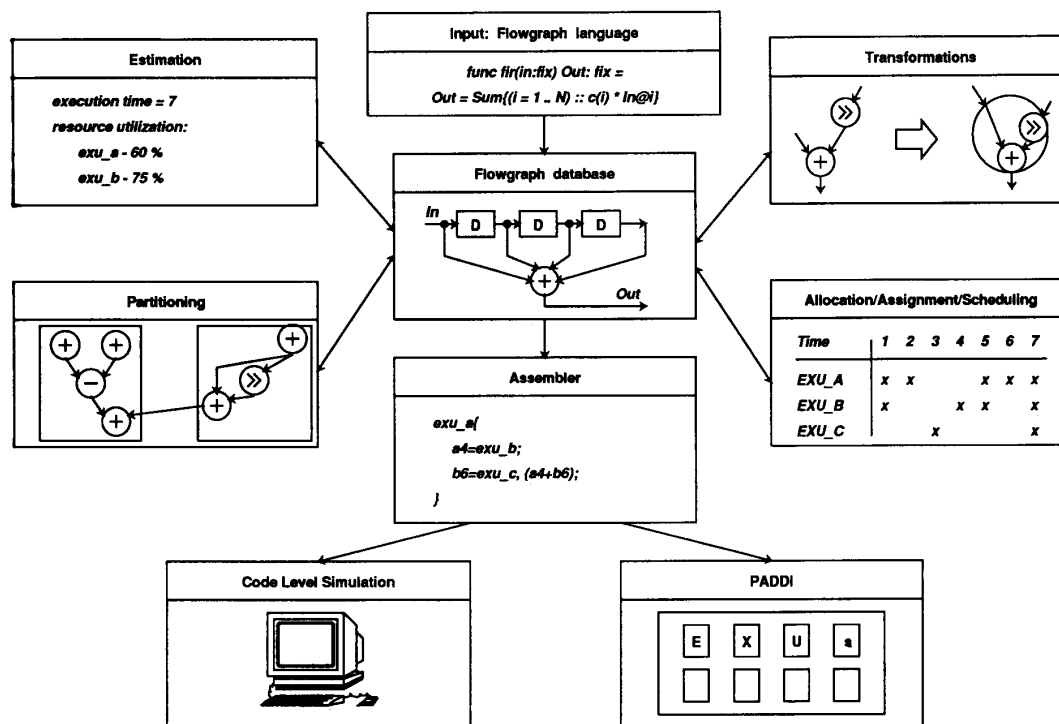 Input: Flowgraph language
func fir(in:fix) Out: fix =
Out = Sum{(i = 1 .. N) :: c(i) * In@i}
Estimation
execution time = 7
resource utilization:
exu_a - 60 %
exu_b - 75 %
Transformations
>>
+
>>
+
Flowgraph database
In
D
D
D
+
Out
Partitioning
+
+
-
+
+
>>
+
Allocation/Assignment/Scheduling
Time 1 2 3 4 5 6 7
EXU_A x x x x x
EXU_B x x x x
EXU_C x x
Assembler
exu_a{
a4=exu_b;
b6=exu_c, (a4+b6);
}
Code Level Simulation
PADDI
E X U a